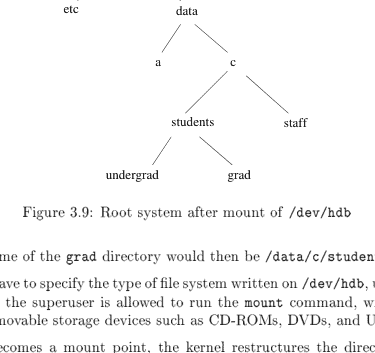 etc
data
a c
students staff
undergrad grad
Figure 3.9: Root system after mount of /dev/hdb
me of the grad directory would then be /data/c/studen
ave to specify the type of file system written on /dev/hdb, u
the superuser is allowed to run the mount command, w
movable storage devices such as CD-ROMs, DVDs, and U
ecomes a mount point, the kernel restructures the direc